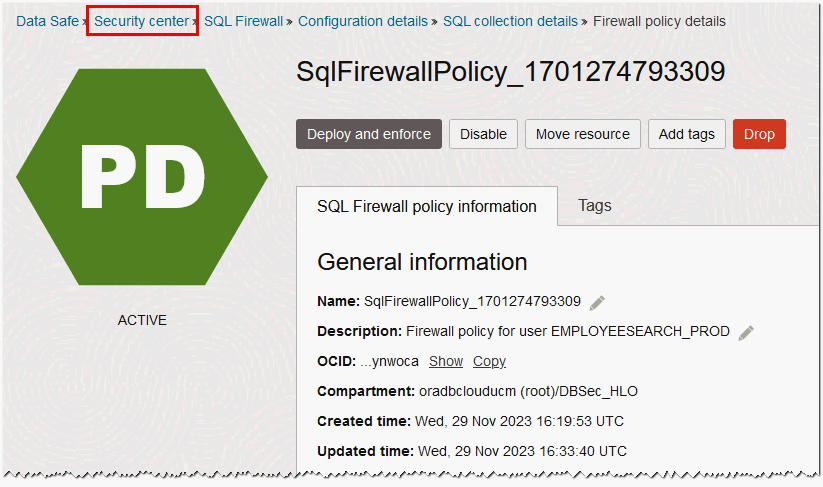 Data Safe » Security center » SQL Firewall » Configuration details » SQL collection details » Firewall policy details
SqlFirewallPolicy_1701274793309
Deploy and enforce Disable Move resource Add tags Drop
PD
ACTIVE
SQL Firewall policy information Tags
General information
Name: SqlFirewallPolicy_1701274793309
Description: Firewall policy for user EMPLOYEESEARCH_PROD
OCID: ...ynwoca Show Copy
Compartment: oradbclouducm (root)/DBSec_HLO
Created time: Wed, 29 Nov 2023 16:19:53 UTC
Updated time: Wed, 29 Nov 2023 16:33:40 UTC